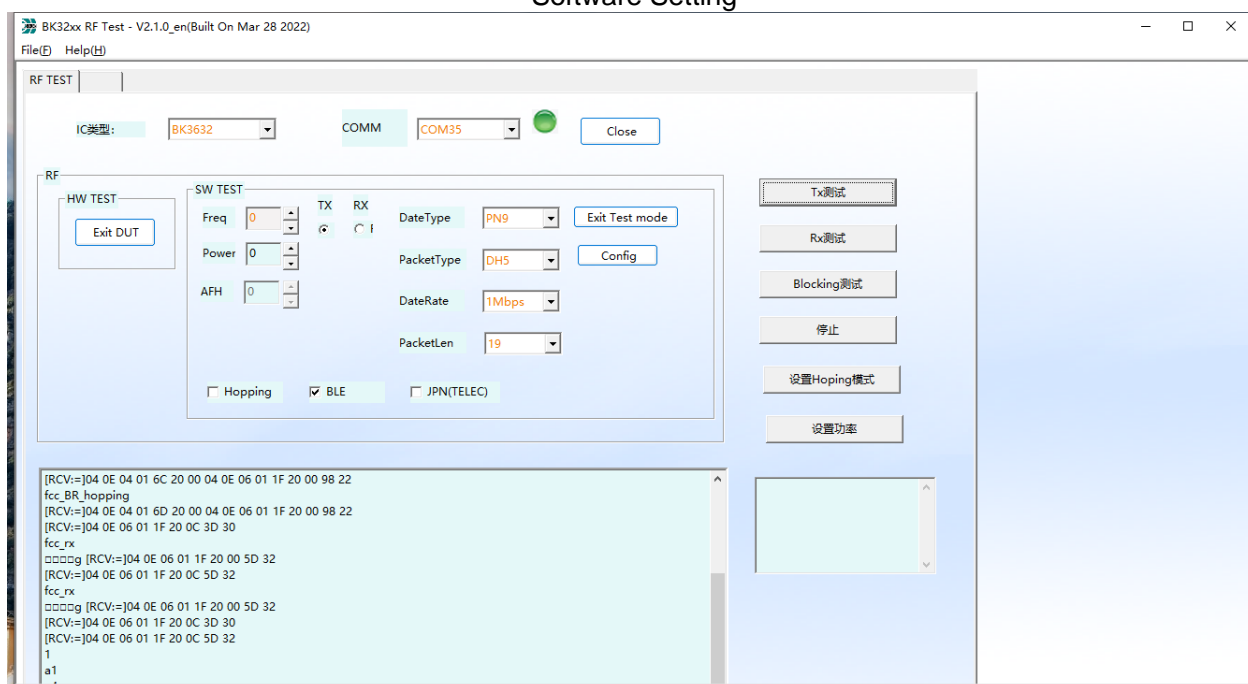 Software Setting
BK32xx RF Test - V2.1.0_en(Built On Mar 28 2022)
File(F) Help(H)
RF TEST
IC类型: BK3632 COMM COM35 Close
RF
HW TEST
Exit DUT
SW TEST
Freq 0 TX RX DateType PN9 Exit Test mode
Power 0 PacketType DH5 Config
AFH 0 DateRate 1Mbps
PacketLen 19
Hopping BLE JPN(TELEC)
Tx测试
Rx测试
Blocking测试
停止
设置Hoping模式
设置功率
[RCV:=]04 0E 04 01 6C 20 00 04 0E 06 01 1F 20 00 98 22
fcc_BR_hopping
[RCV:=]04 0E 04 01 6D 20 00 04 0E 06 01 1F 20 00 98 22
[RCV:=]04 0E 06 01 1F 20 0C 3D 30
fcc_rx
□□□□g [RCV:=]04 0E 06 01 1F 20 00 5D 32
[RCV:=]04 0E 06 01 1F 20 0C 5D 32
fcc_rx
□□□□g [RCV:=]04 0E 06 01 1F 20 00 5D 32
[RCV:=]04 0E 06 01 1F 20 0C 3D 30
[RCV:=]04 0E 06 01 1F 20 0C 5D 32
1
a1